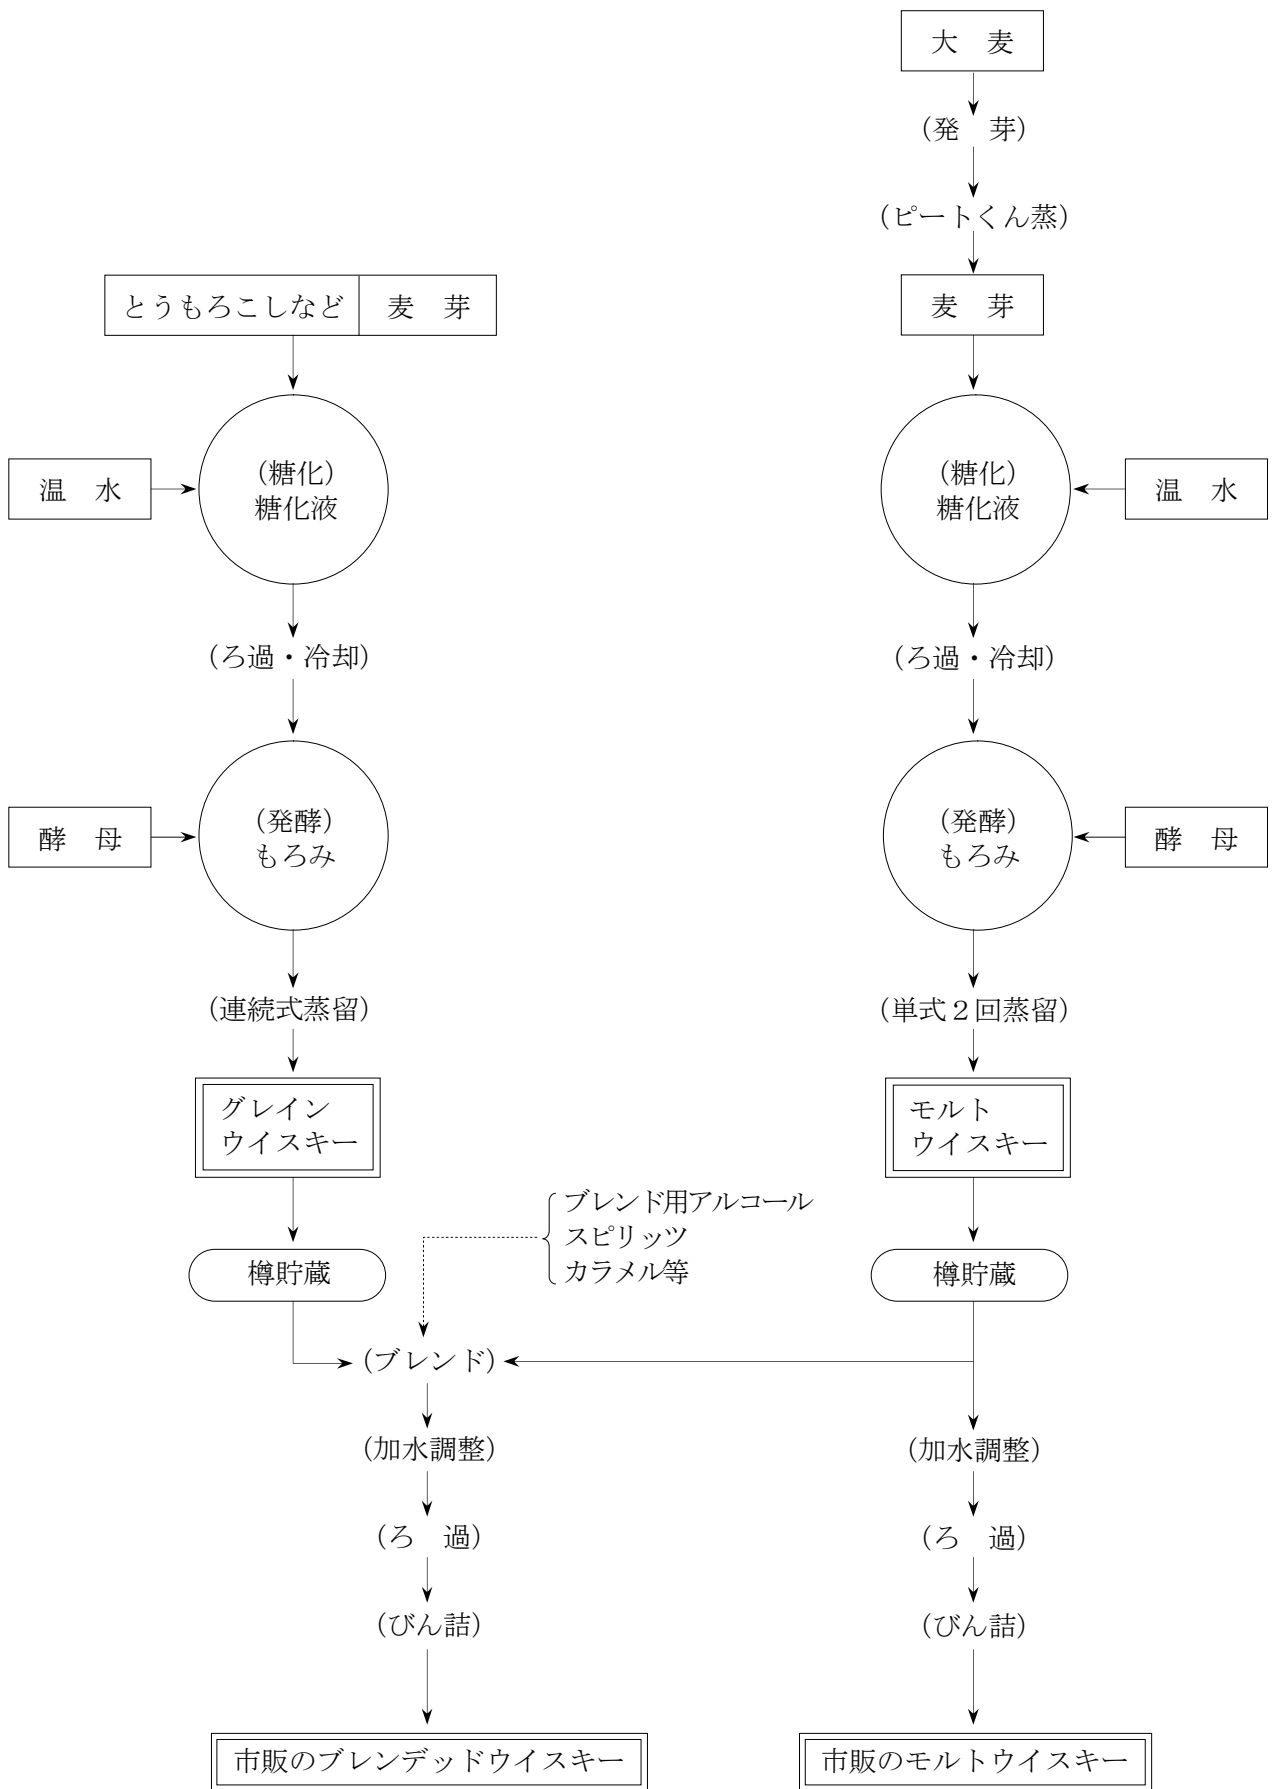 大　麦
（発　芽）
（ピートくん蒸）
とうもろこしなど　麦　芽
麦　芽
温　水
（糖化）
糖化液
（糖化）
糖化液
温　水
（ろ過・冷却）
（ろ過・冷却）
酵　母
（発酵）
もろみ
（発酵）
もろみ
酵　母
（連続式蒸留）
（単式２回蒸留）
グレイン
ウイスキー
モルト
ウイスキー
ブレンド用アルコール
スピリッツ
カラメル等
樽貯蔵
樽貯蔵
（ブレンド）
（加水調整）
（加水調整）
（ろ　過）
（ろ　過）
（びん詰）
（びん詰）
市販のブレンデッドウイスキー
市販のモルトウイスキー